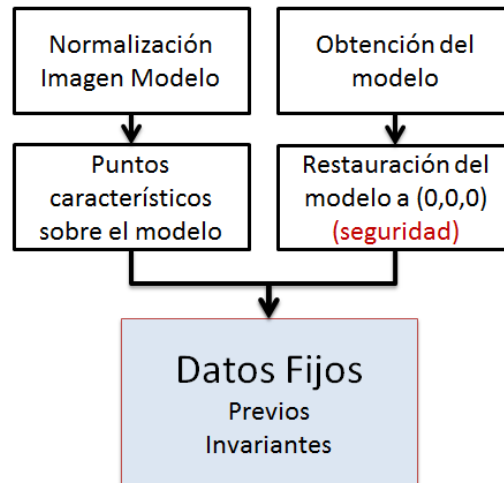 Normalización
Imagen Modelo
Obtención del
modelo
Puntos
característicos
sobre el modelo
Restauración del
modelo a (0,0,0)
(seguridad)
Datos Fijos
Previos
Invariantes